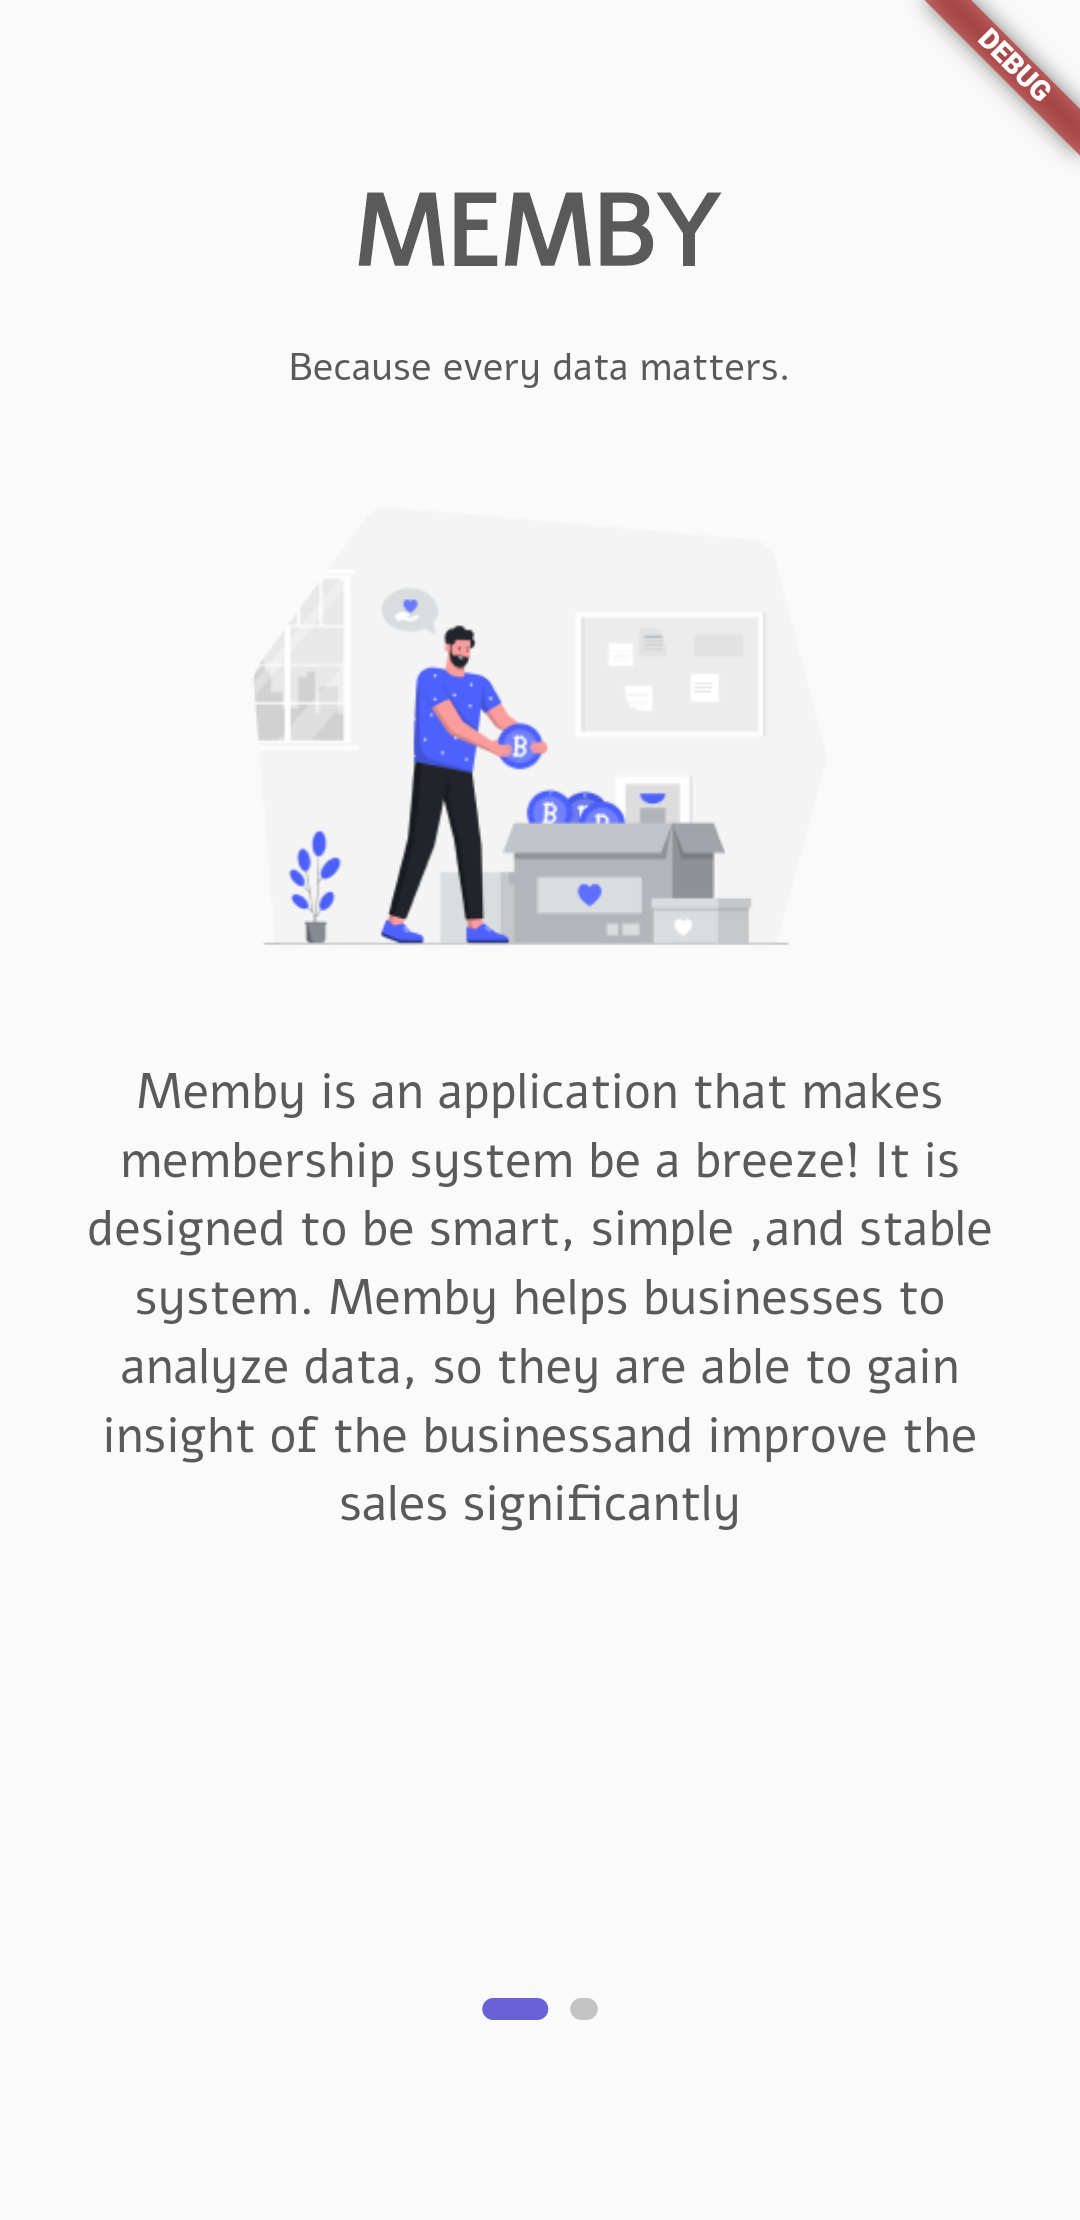 DEBUG
MEMBY
Because every data matters.
Memby is an application that makes
membership system be a breeze! It is
designed to be smart, simple ,and stable
system. Memby helps businesses to
analyze data, so they are able to gain
insight of the businessand improve the
sales significantly